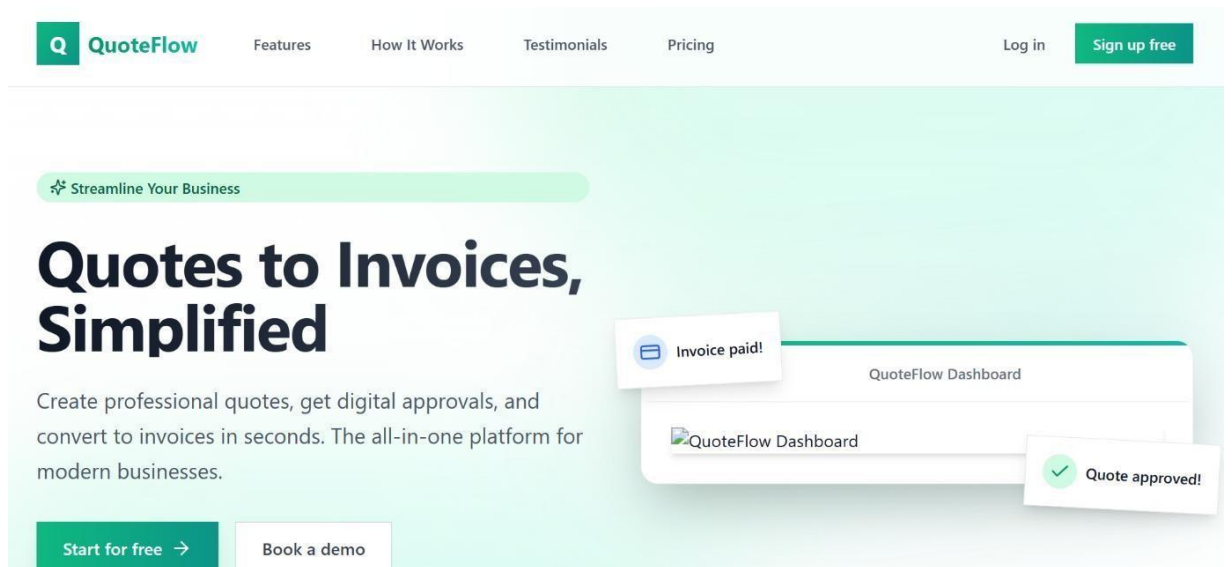 Q QuoteFlow Features How It Works Testimonials Pricing Log in Sign up free
Streamline Your Business
Quotes to Invoices,
Simplified
Create professional quotes, get digital approvals, and
convert to invoices in seconds. The all-in-one platform for
modern businesses.
Start for free → Book a demo
Invoice paid!
QuoteFlow Dashboard
QuoteFlow Dashboard
Quote approved!